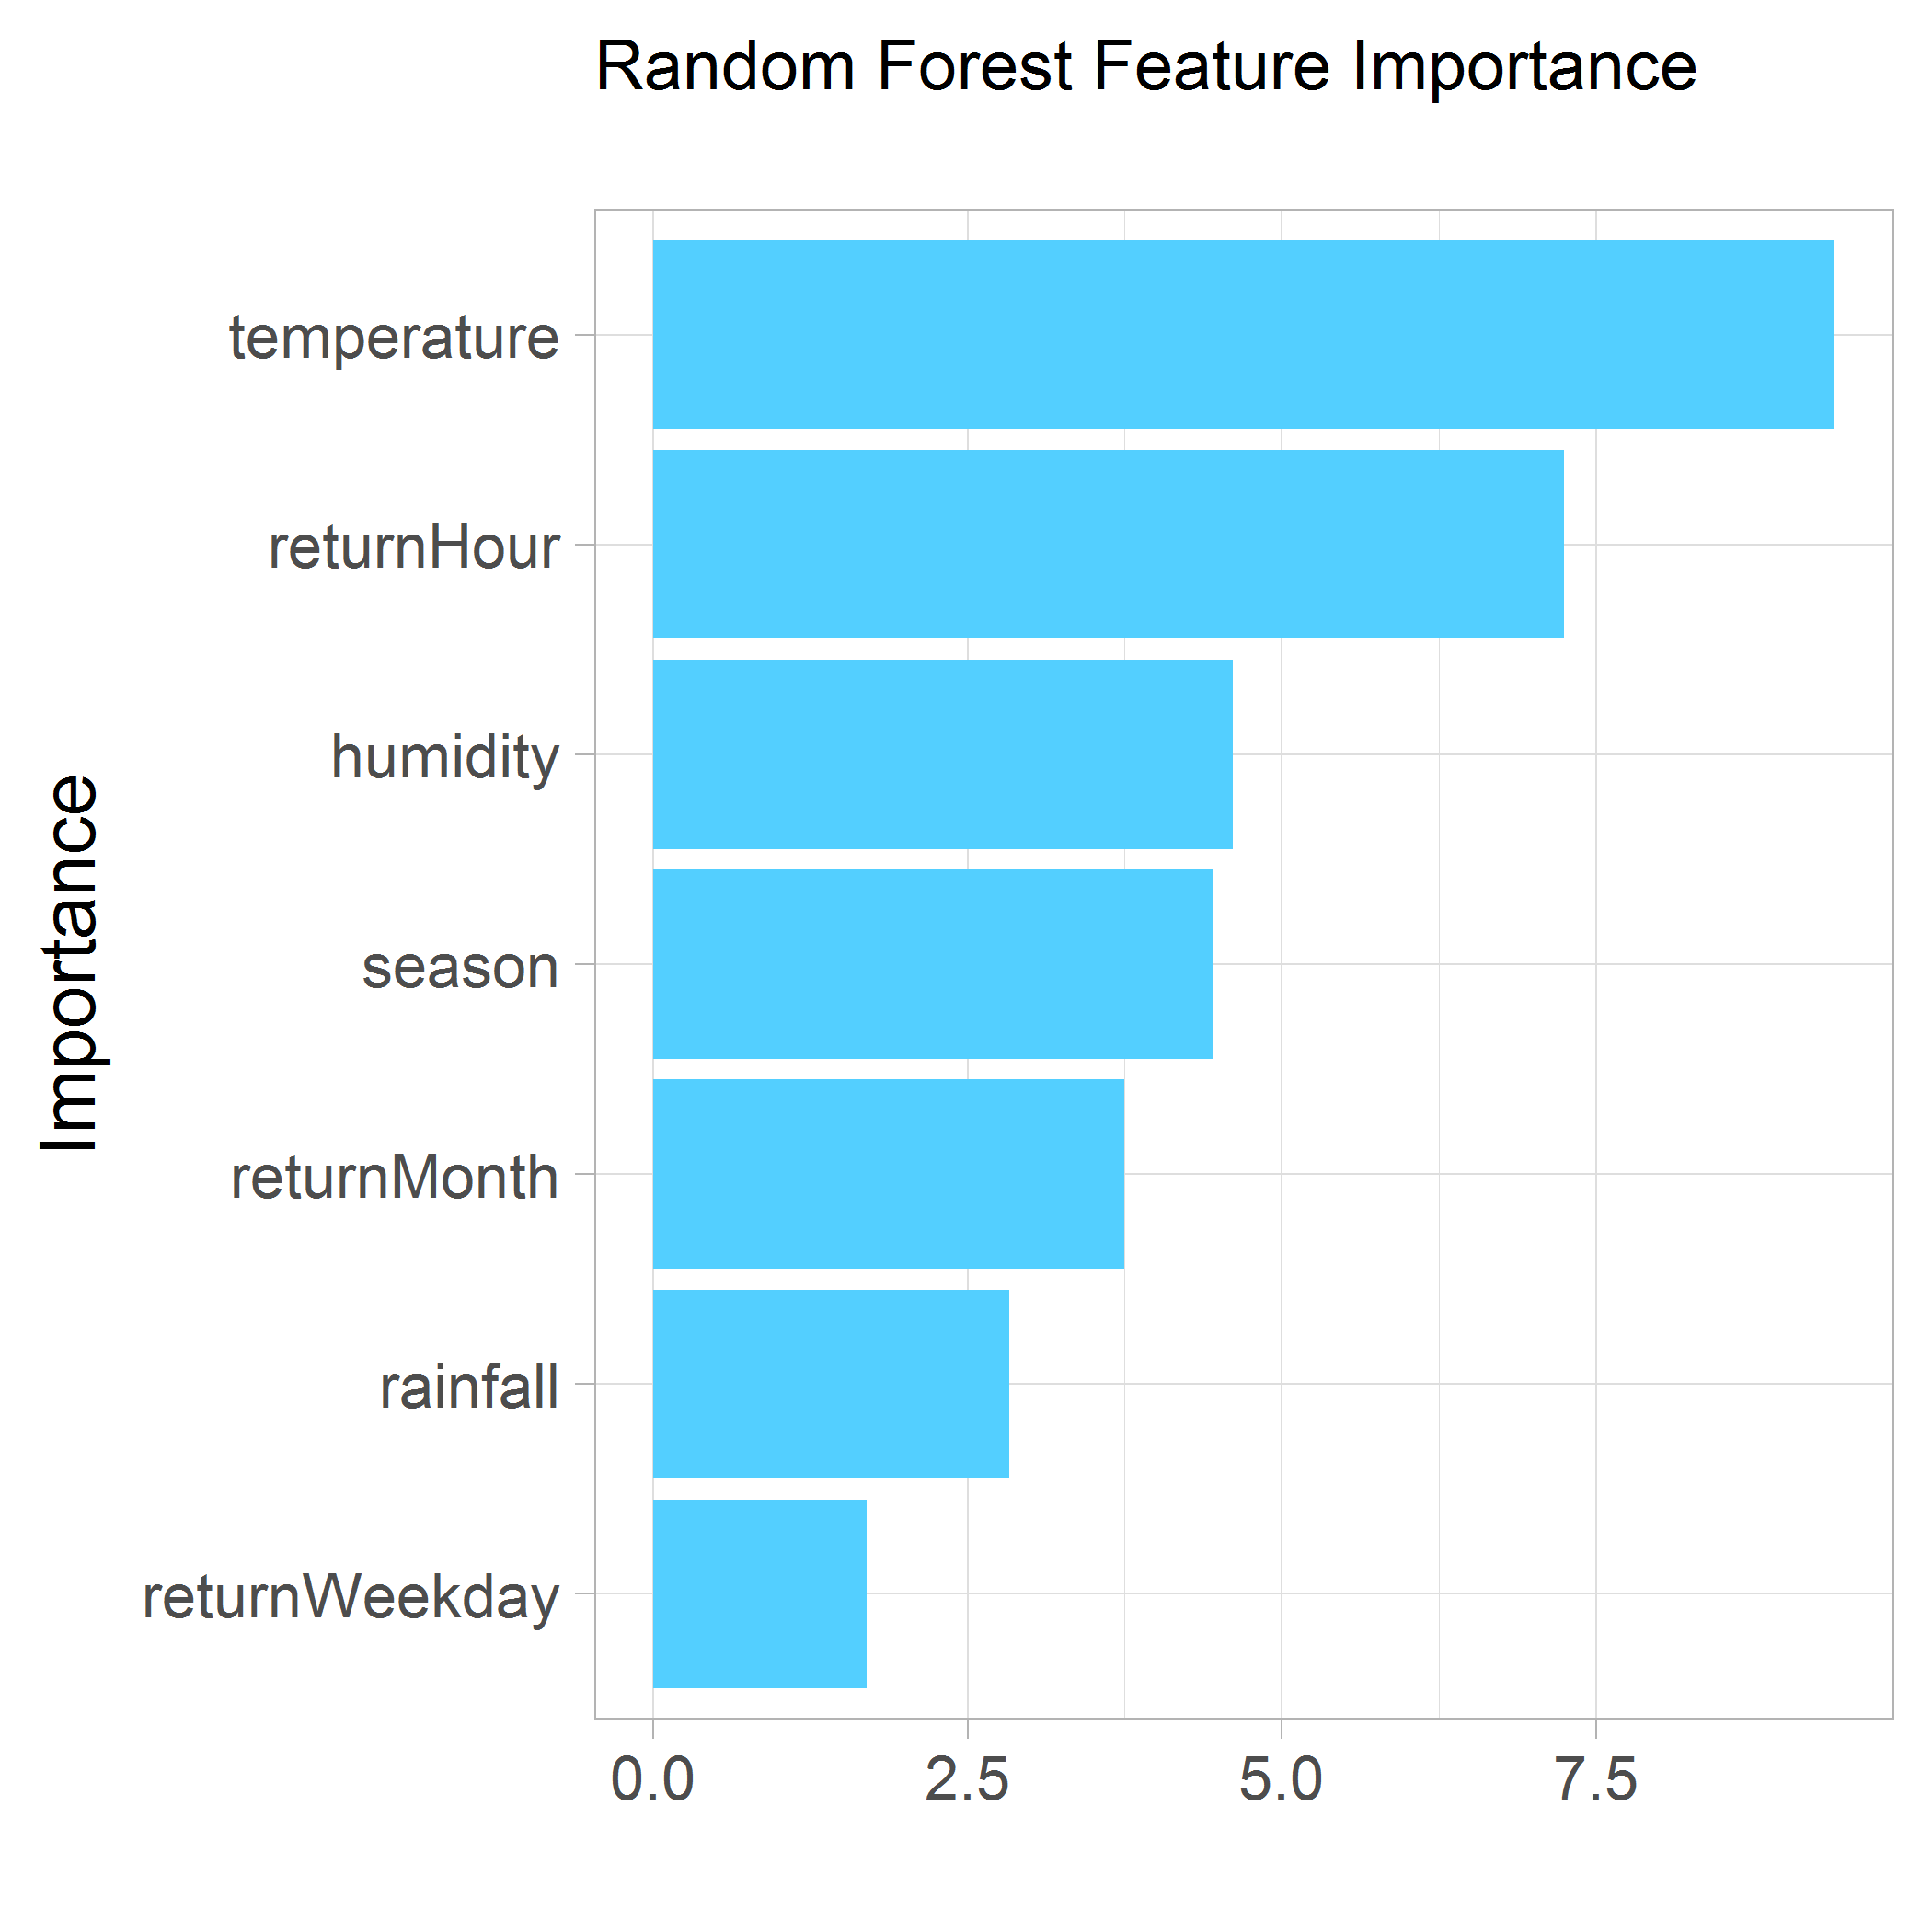 Random Forest Feature Importance
Importance
temperature
returnHour
humidity
season
returnMonth
rainfall
returnWeekday
0.0 2.5 5.0 7.5